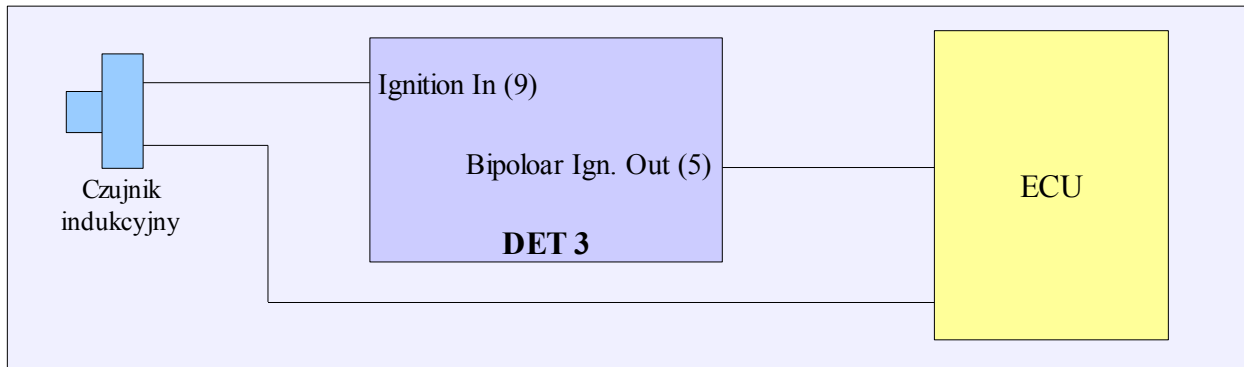 Ignition In (9)
Bipoloar Ign. Out (5)
DET 3
Czujnik
indukcyjny
ECU